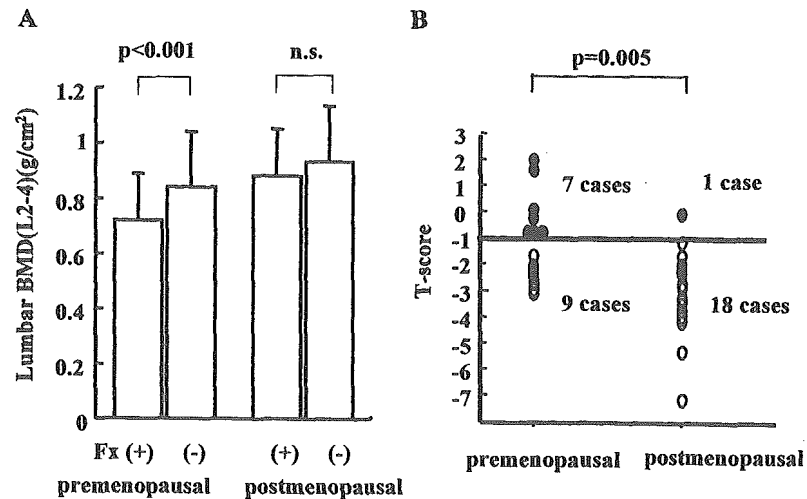 A
p<0.001
n.s.
Lumbar BMD(L2-4)(g/cm²)
1.2
1
0.8
0.6
0.4
0.2
0
Fx (+) (-) (+) (-)
premenopausal postmenopausal
B
p=0.005
T-score
3
2
1
0
-1
-2
-3
-4
-5
-6
-7
7 cases
1 case
9 cases
18 cases
premenopausal postmenopausal